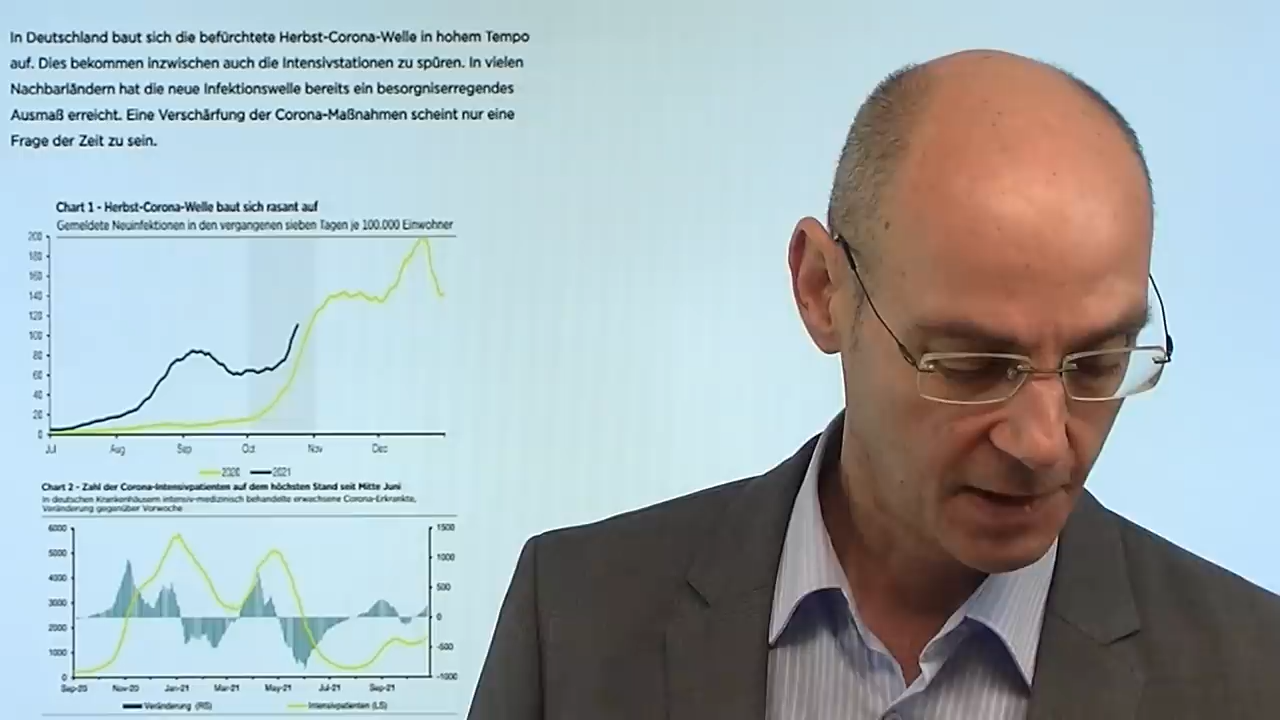 In Deutschland baut sich die befürchtete Herbst-Corona-Welle in hohem Tempo
auf. Dies bekommen inzwischen auch die Intensivstationen zu spüren. In vielen
Nachbarländern hat die neue Infektionswelle bereits ein besorgniserregendes
Ausmaß erreicht. Eine Verschärfung der Corona-Maßnahmen scheint nur eine
Frage der Zeit zu sein.
Chart 1 - Herbst-Corona-Welle baut sich rasant auf
Gemeldete Neuinfektionen in den vergangenen sieben Tagen je 100.000 Einwohner
200
180
160
140
120
100
80
60
40
20
0
Jul Aug Sep Oct Nov Dec
2020 2021
Chart 2 - Zahl der Corona-Intensivpatienten auf dem höchsten Stand seit Mitte Juni
In deutschen Krankenhäusern intensiv-medizinisch behandelte erwachsene Corona-Erkrankte,
Veränderung gegenüber Vorwoche
6000 1500
5000 1000
4000 500
3000 0
2000 -500
1000 -1000
0
Sep-20 Nov-20 Jan-21 Mar-21 May-21 Jul-21 Sep-21
Veränderung (RS) Intensivpatienten (LS)